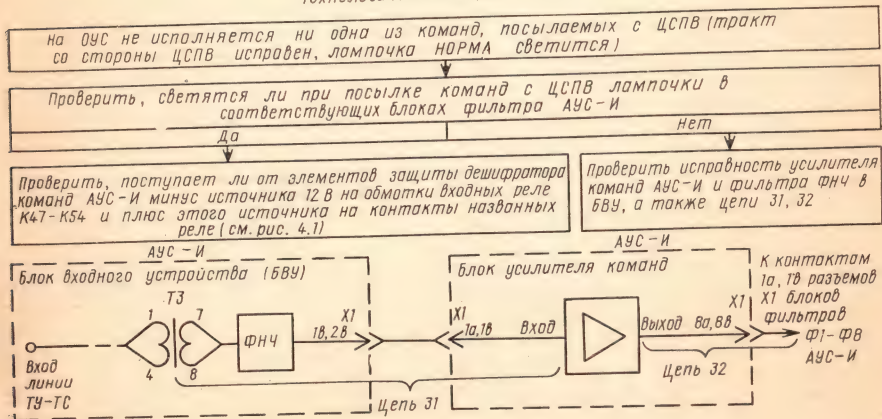 на ОУС не исполняется ни одна из команд, посылаемых с ЦСПВ (тракт
со стороны ЦСПВ исправен, лампочка НОРМА светится)
Проверить, светятся ли при посылке команд с ЦСПВ лампочки в
соответствующих блоках фильтра АУС-И
Да
Нет
Проверить, поступает ли от элементов защиты дешифратора
команд АУС-И минус источника 12 В на обмотки входных реле
К47-К54 и плюс этого источника на контакты названных
реле (см. рис. 4.1)
Проверить исправность усилителя
команд АУС-И и фильтра ФНЧ в
БВУ, а также цепи 31, 32
АУС-И
Блок входного устройства (БВУ)
Т3
1
7
4
8
ФНЧ
Х1
1в,2в
Вход
линии
ТУ-ТС
Цепь 31
АУС-И
Блок усилителя команд
Х1
1а,1в
Вход
Выход 8а,8в
Х1
Цепь 32
К контактам
1а, 1в разъемов
Х1 блоков
фильтров
Ф1-Ф8
АУС-И